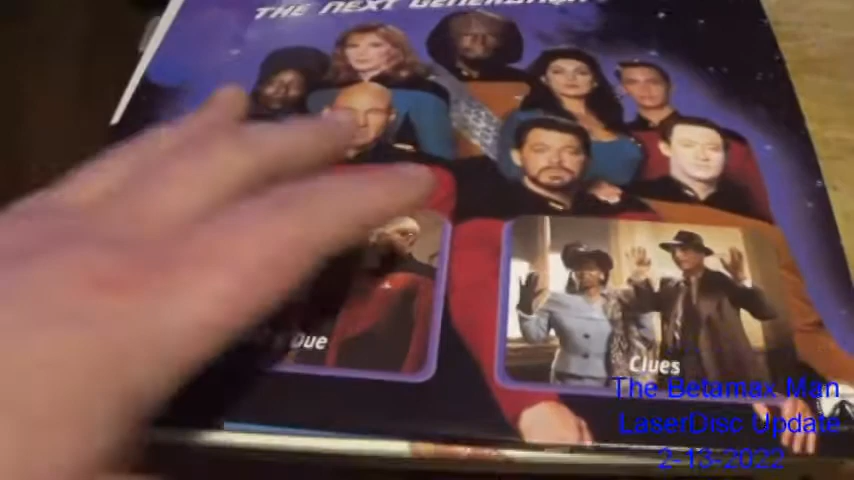 THE NEXT GENERATION
Due
Clues
The Betamax Man
LaserDisc Update
2-13-2022